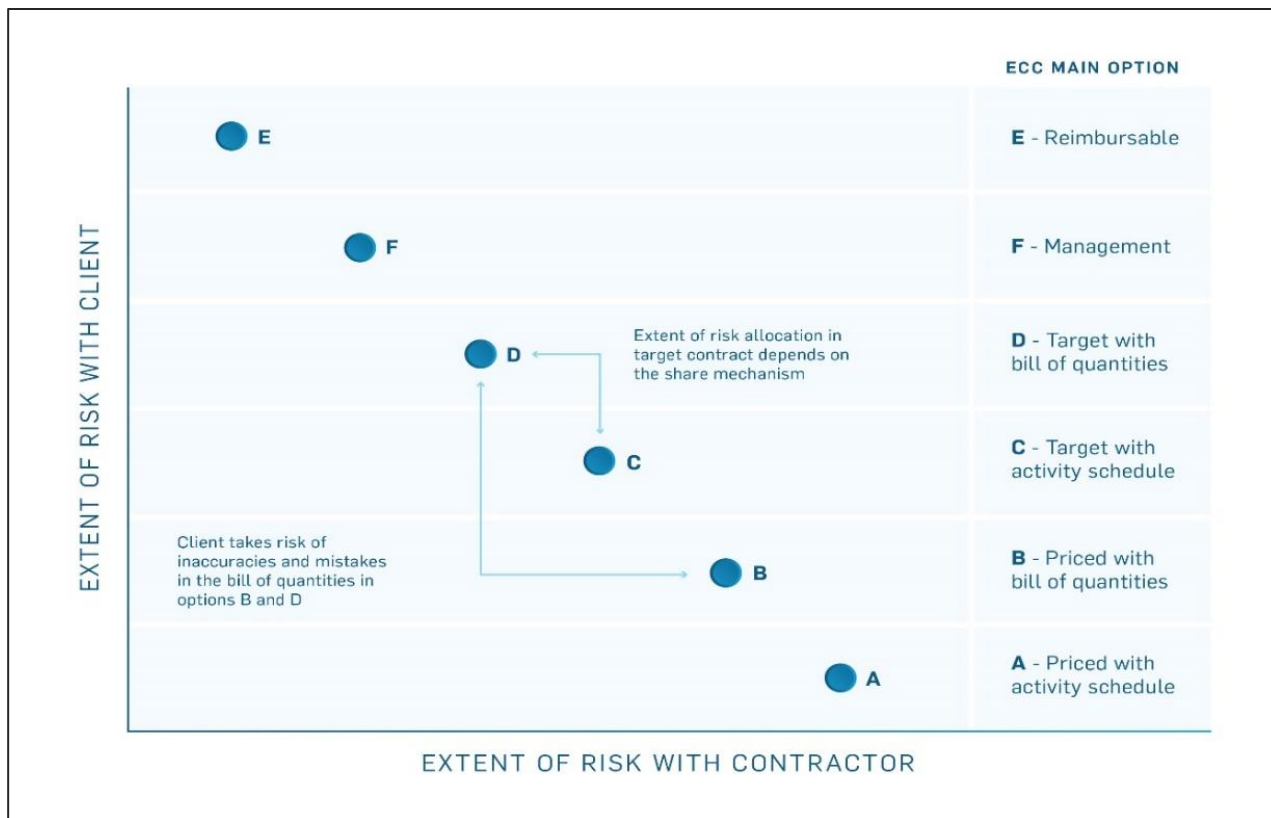 ECC MAIN OPTION
EXTENT OF RISK WITH CLIENT
E
E - Reimbursable
F
F - Management
D
Extent of risk allocation in
target contract depends on
the share mechanism
D - Target with
bill of quantities
C
C - Target with
activity schedule
Client takes risk of
inaccuracies and mistakes
in the bill of quantities in
options B and D
B
B - Priced with
bill of quantities
A
A - Priced with
activity schedule
EXTENT OF RISK WITH CONTRACTOR